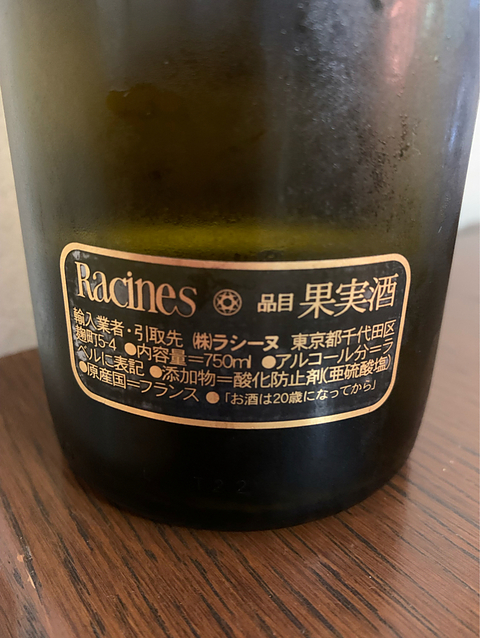 Racines 品目 果実酒
輸入業者・引取先 (株)ラシーヌ 東京都千代田区
麹町5-4 ●内容量=750ml ●アルコール分=ラ
ベルに表記 ●添加物=酸化防止剤(亜硫酸塩)
●原産国=フランス ●「お酒は20歳になってから」